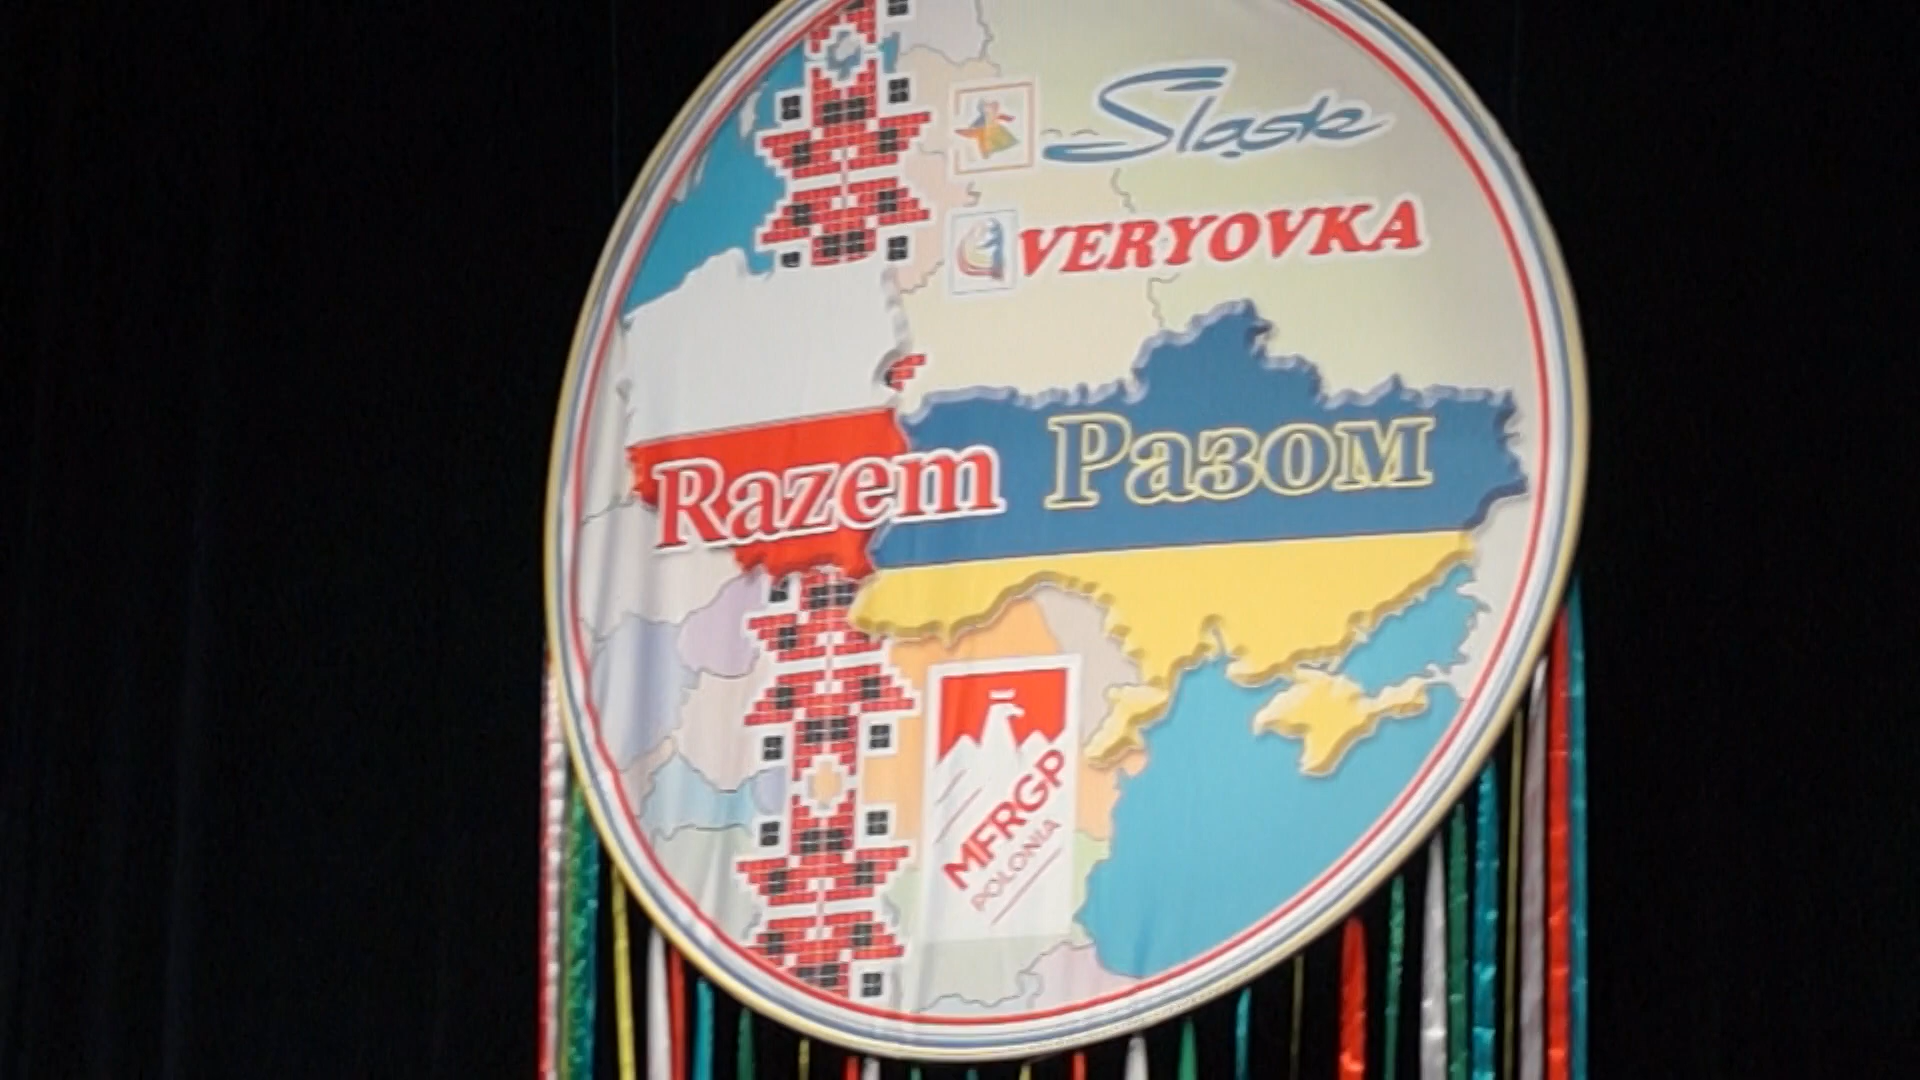 Śląsk
VERYOVKA
Razem Разом
MFRGP
POLONIA